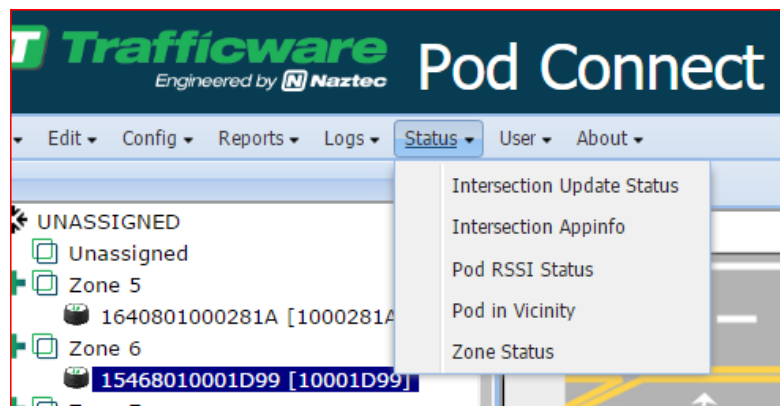 Trafficware
Engineered by N Naztec
Pod Connect
Edit Config Reports Logs Status User About
Intersection Update Status
Intersection Appinfo
Pod RSSI Status
Pod in Vicinity
Zone Status
UNASSIGNED
Unassigned
Zone 5
1640801000281A [1000281A
Zone 6
15468010001D99 [10001D99]